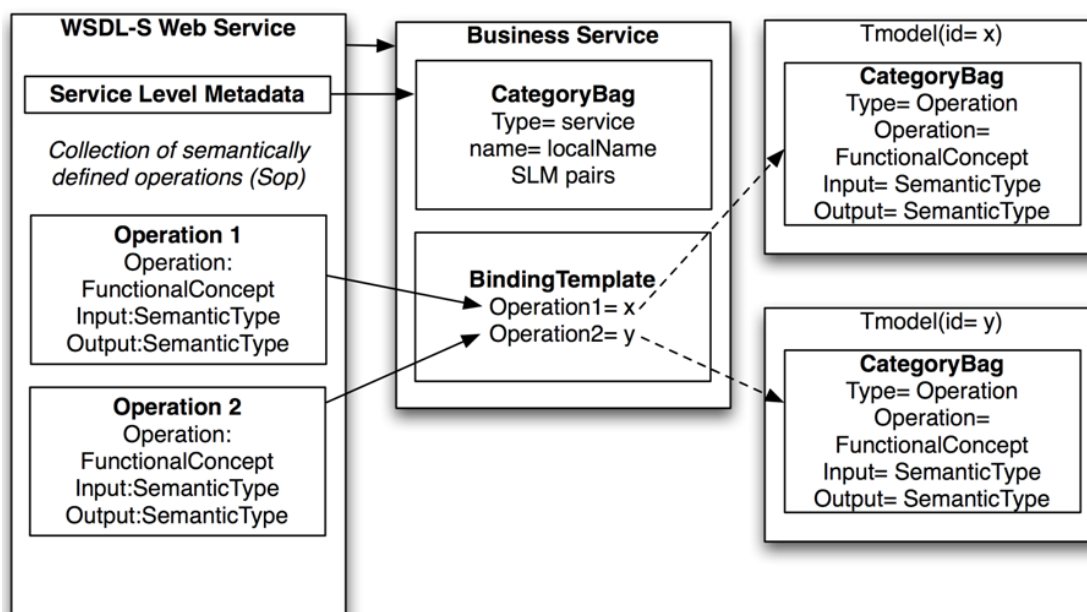 WSDL-S Web Service
Service Level Metadata
Collection of semantically
defined operations (Sop)
Operation 1
Operation:
FunctionalConcept
Input:SemanticType
Output:SemanticType
Operation 2
Operation:
FunctionalConcept
Input:SemanticType
Output:SemanticType
Business Service
CategoryBag
Type= service
name= localName
SLM pairs
BindingTemplate
Operation1= x
Operation2= y
Tmodel(id= x)
CategoryBag
Type= Operation
Operation=
FunctionalConcept
Input= SemanticType
Output= SemanticType
Tmodel(id= y)
CategoryBag
Type= Operation
Operation=
FunctionalConcept
Input= SemanticType
Output= SemanticType